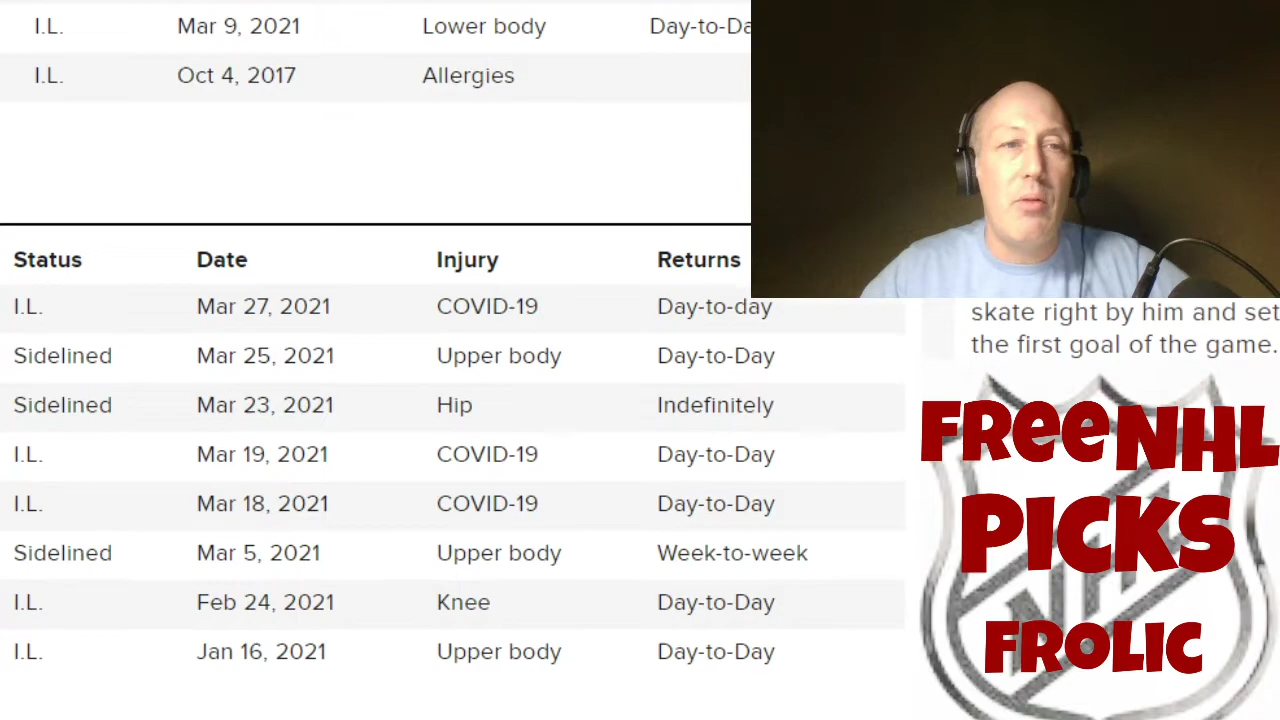 I.L. Mar 9, 2021 Lower body Day-to-Da
I.L. Oct 4, 2017 Allergies
Status Date Injury Returns
I.L. Mar 27, 2021 COVID-19 Day-to-day
Sidelined Mar 25, 2021 Upper body Day-to-Day
Sidelined Mar 23, 2021 Hip Indefinitely
I.L. Mar 19, 2021 COVID-19 Day-to-Day
I.L. Mar 18, 2021 COVID-19 Day-to-Day
Sidelined Mar 5, 2021 Upper body Week-to-week
I.L. Feb 24, 2021 Knee Day-to-Day
I.L. Jan 16, 2021 Upper body Day-to-Day
skate right by him and set
the first goal of the game.
FReeNHL
PICKS
FROLIC
NHL